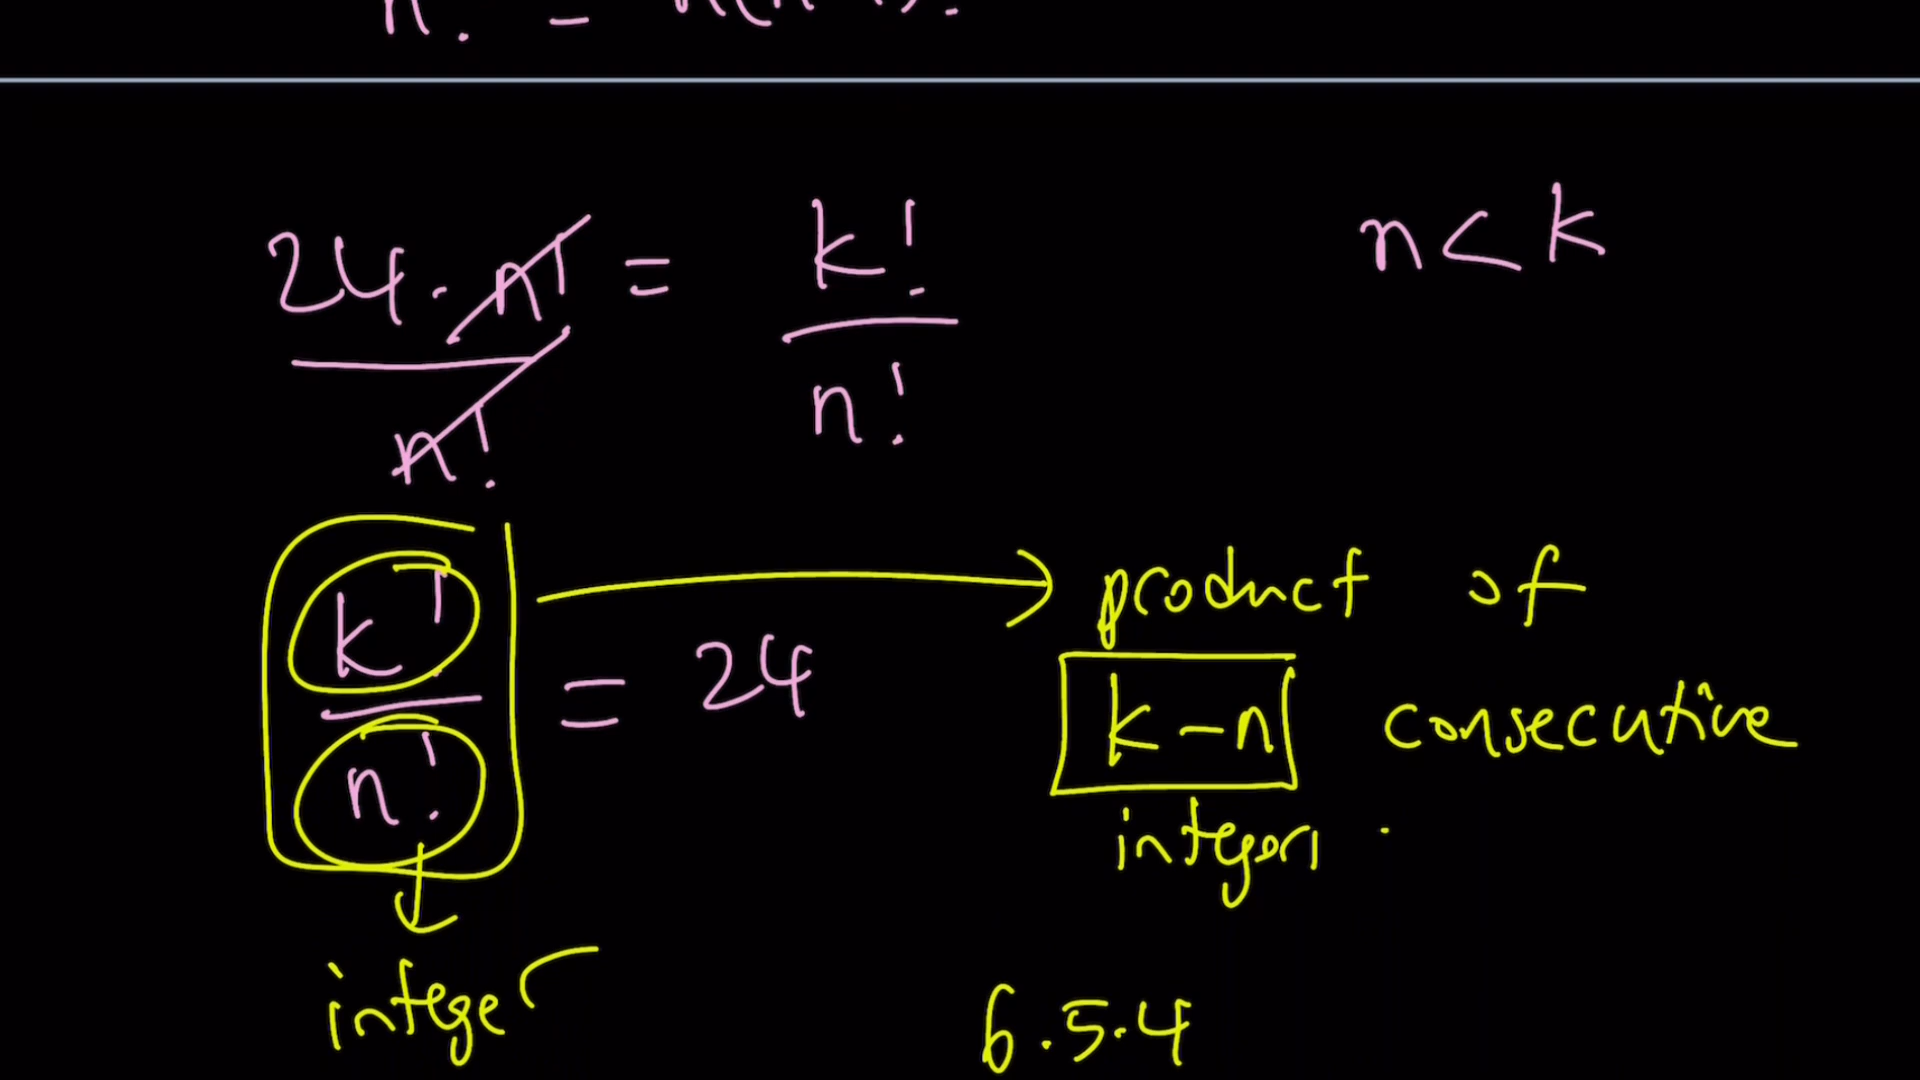 24 · n! = k! n < k
n! n!
k! = 24 product of
n! k - n consecutive
integers .
integer
6 . 5 . 4